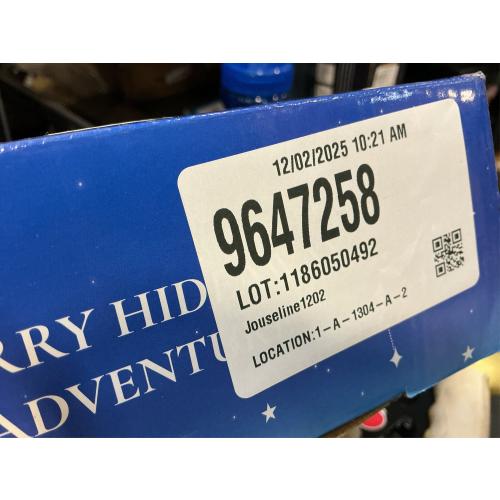 12/02/2025 10:21 AM
9647258
LOT:1186050492
Jouseline1202
LOCATION:1-A-1304-A-2
RRY HID
ADVENTU